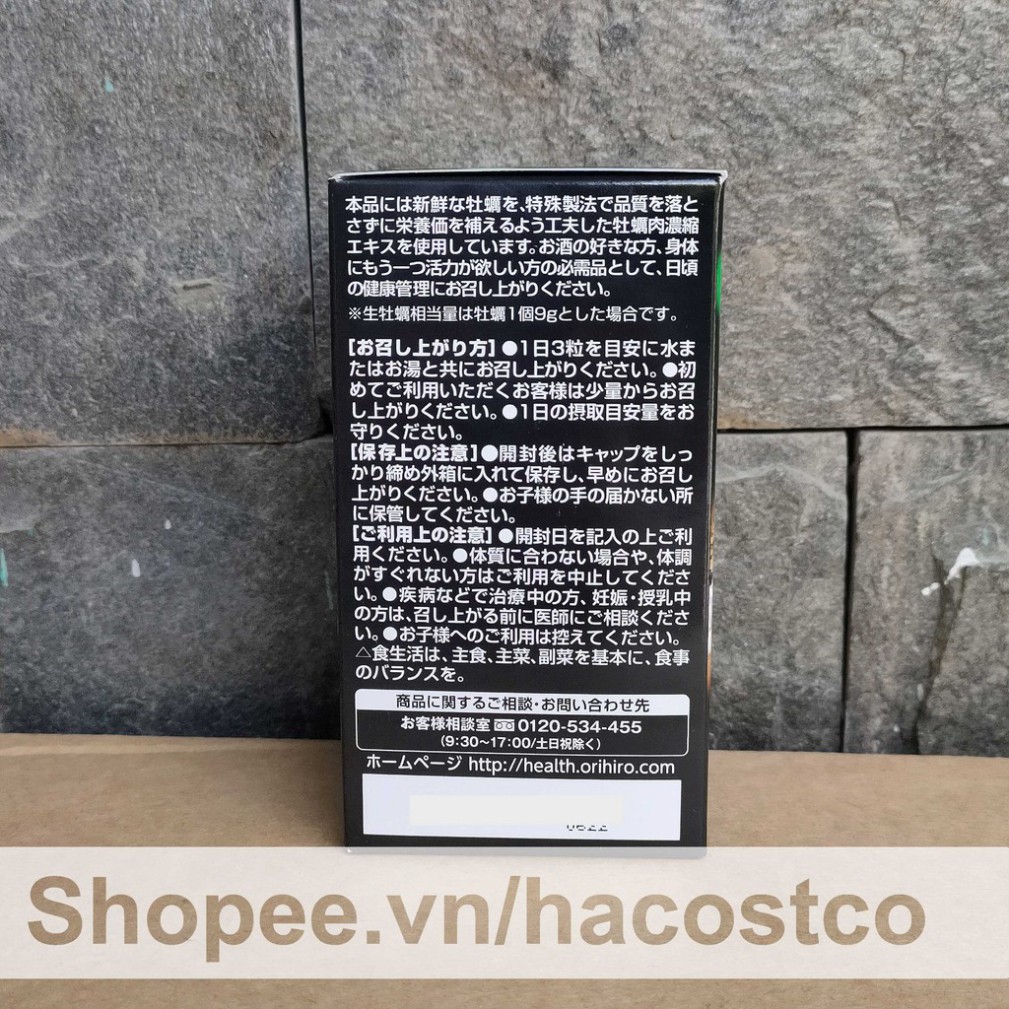 本品には新鮮な牡蠣を、特殊製法で品質を落と
さずに栄養価を補えるよう工夫した牡蠣肉濃縮
エキスを使用しています。お酒の好きな方、身体
にもう一つ活力が欲しい方の必需品として、日頃
の健康管理にお召し上がりください。
※生牡蠣相当量は牡蠣1個9gとした場合です。
【お召し上がり方】●1日3粒を目安に水ま
たはお湯と共にお召し上がりください。●初
めてご利用いただくお客様は少量からお召
し上がりください。●1日の摂取目安量をお
守りください。
【保存上の注意】●開封後はキャップをしっ
かり締め外箱に入れて保存し、早めにお召し
上がりください。●お子様の手の届かない所
に保管してください。
【ご利用上の注意】●開封日を記入の上ご利
用ください。●体質に合わない場合や、体調
がすぐれない方はご利用を中止してくださ
い。●疾病などで治療中の方、妊娠・授乳中
の方は、召し上がる前に医師にご相談くださ
い。●お子様へのご利用は控えてください。
△食生活は、主食、主菜、副菜を基本に、食事
のバランスを。
商品に関するご相談・お問い合わせ先
お客様相談室 0120-534-455
(9:30～17:00/土日祝除く)
ホームページ http://health.orihiro.com
Shopee.vn/hacostco